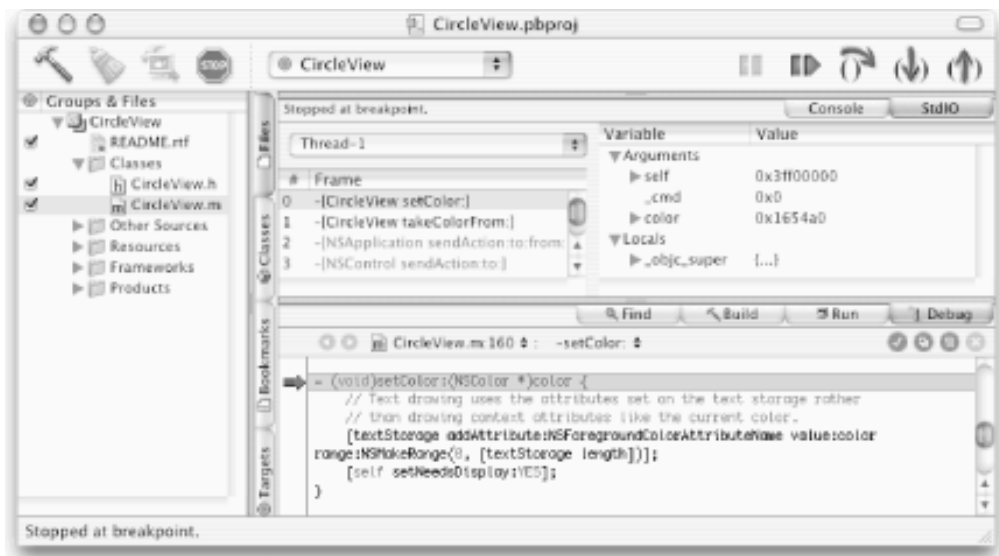 CircleView.pbproj
STOP
CircleView
Groups & Files
CircleView
README.rtf
Classes
CircleView.h
CircleView.m
Other Sources
Resources
Frameworks
Products
Files
Classes
Bookmarks
Targets
Stopped at breakpoint.
Console
StdIO
Thread-1
# Frame
0 -[CircleView setColor:]
1 -[CircleView takeColorFrom:]
2 -[NSApplication sendAction:to:from:
3 -[NSControl sendAction:to:]
Variable Value
Arguments
self 0x3ff00000
_cmd 0x0
color 0x1654a0
Locals
_objc_super {...}
Find
Build
Run
Debug
CircleView.m:160 : -setColor:
- (void)setColor:(NSColor *)color {
// Text drawing uses the attributes set on the text storage rather
// than drawing context attributes like the current color.
[textStorage addAttribute:NSForegroundColorAttributeName value:color
range:NSMakeRange(0, [textStorage length])];
[self setNeedsDisplay:YES];
}
Stopped at breakpoint.